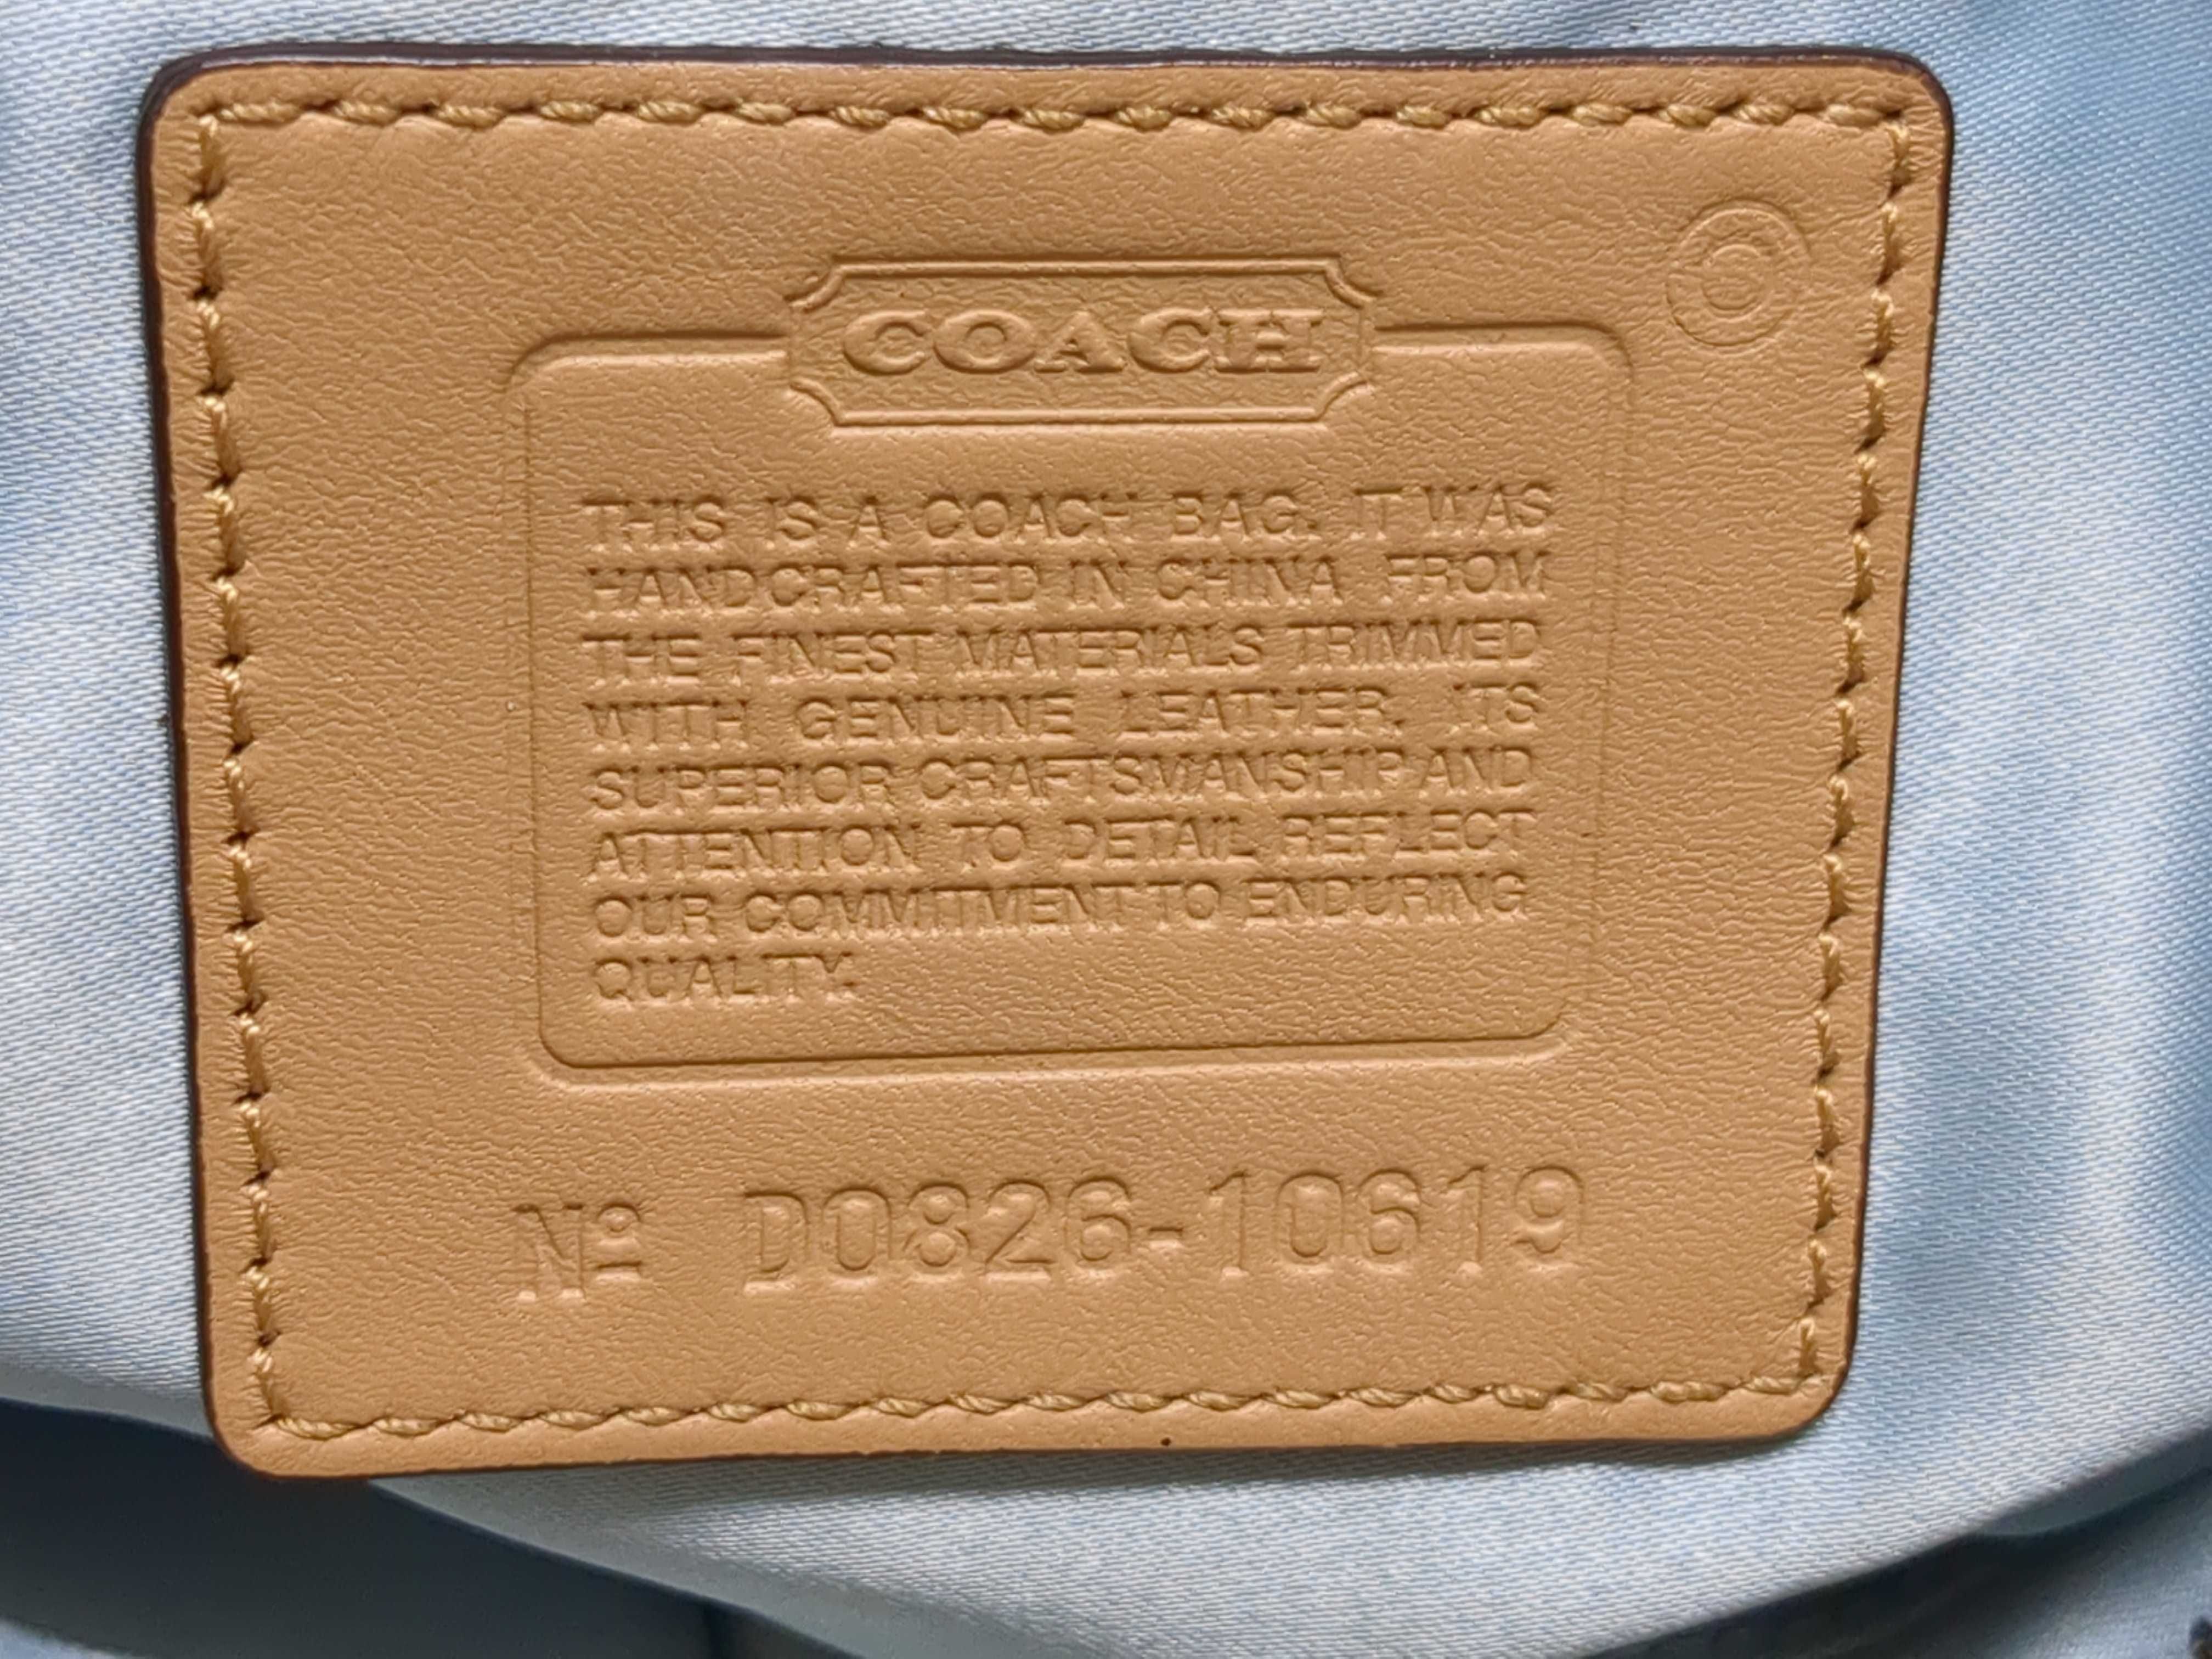 COACH
THIS IS A COACH BAG. IT WAS
HANDCRAFTED IN CHINA FROM
THE FINEST MATERIALS TRIMMED
WITH GENUINE LEATHER. ITS
SUPERIOR CRAFTSMANSHIP AND
ATTENTION TO DETAIL REFLECT
OUR COMMITMENT TO ENDURING
QUALITY.
Nº D0826-10619